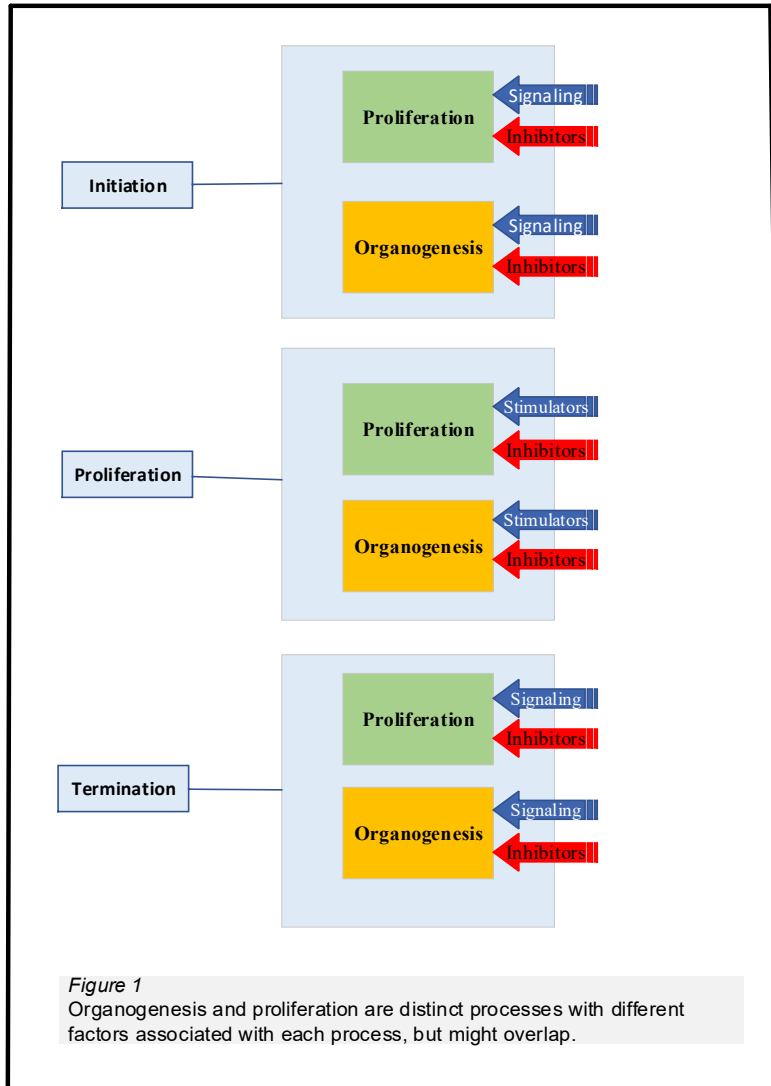 Signaling
Proliferation
Inhibitors
Initiation
Signaling
Organogenesis
Inhibitors
Stimulators
Proliferation
Inhibitors
Proliferation
Stimulators
Organogenesis
Inhibitors
Signaling
Proliferation
Inhibitors
Termination
Signaling
Organogenesis
Inhibitors
Figure 1
Organogenesis and proliferation are distinct processes with different
factors associated with each process, but might overlap.